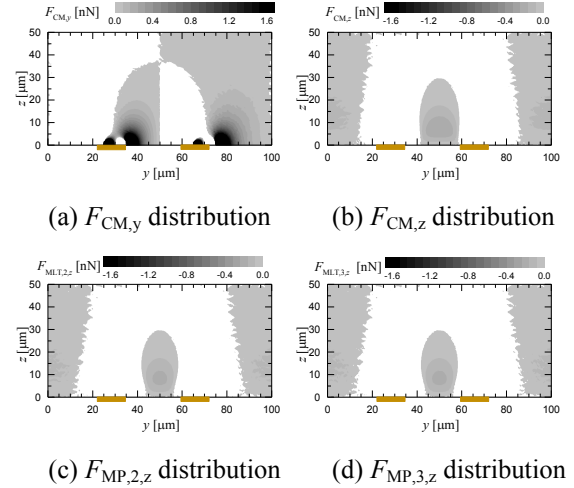 F_CM,y [nN] 0.0 0.4 0.8 1.2 1.6
F_CM,z [nN] -1.6 -1.2 -0.8 -0.4 0.0
50 40 30 20 10 0
z [μm]
0 20 40 60 80 100
y [μm]
50 40 30 20 10 0
z [μm]
0 20 40 60 80 100
y [μm]
(a) F_CM,y distribution
(b) F_CM,z distribution
F_MLT,2,z [nN] -1.6 -1.2 -0.8 -0.4 0.0
F_MLT,3,z [nN] -1.6 -1.2 -0.8 -0.4 0.0
50 40 30 20 10 0
z [μm]
0 20 40 60 80 100
y [μm]
50 40 30 20 10 0
z [μm]
0 20 40 60 80 100
y [μm]
(c) F_MP,2,z distribution
(d) F_MP,3,z distribution